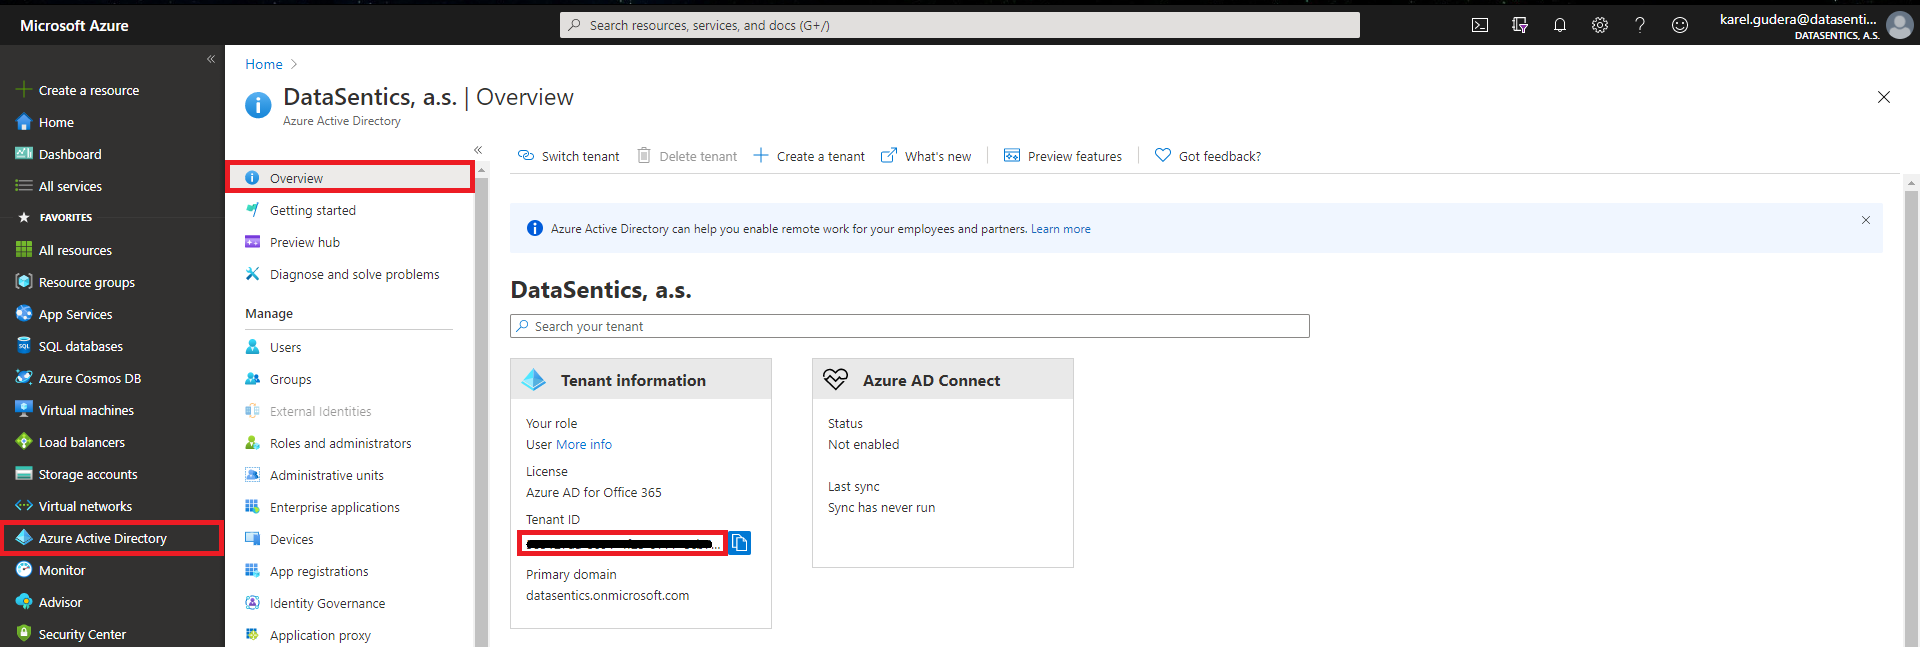 Microsoft Azure
Search resources, services, and docs (G+/)
karel.gudera@datasenti...
DATASENTICS, A.S.
Create a resource
Home
Dashboard
All services
FAVORITES
All resources
Resource groups
App Services
SQL databases
Azure Cosmos DB
Virtual machines
Load balancers
Storage accounts
Virtual networks
Azure Active Directory
Monitor
Advisor
Security Center
Home
DataSentics, a.s. | Overview
Azure Active Directory
Overview
Getting started
Preview hub
Diagnose and solve problems
Manage
Users
Groups
External Identities
Roles and administrators
Administrative units
Enterprise applications
Devices
App registrations
Identity Governance
Application proxy
Switch tenant
Delete tenant
Create a tenant
What's new
Preview features
Got feedback?
Azure Active Directory can help you enable remote work for your employees and partners. Learn more
DataSentics, a.s.
Search your tenant
Tenant information
Your role
User More info
License
Azure AD for Office 365
Tenant ID
Primary domain
datasentics.onmicrosoft.com
Azure AD Connect
Status
Not enabled
Last sync
Sync has never run